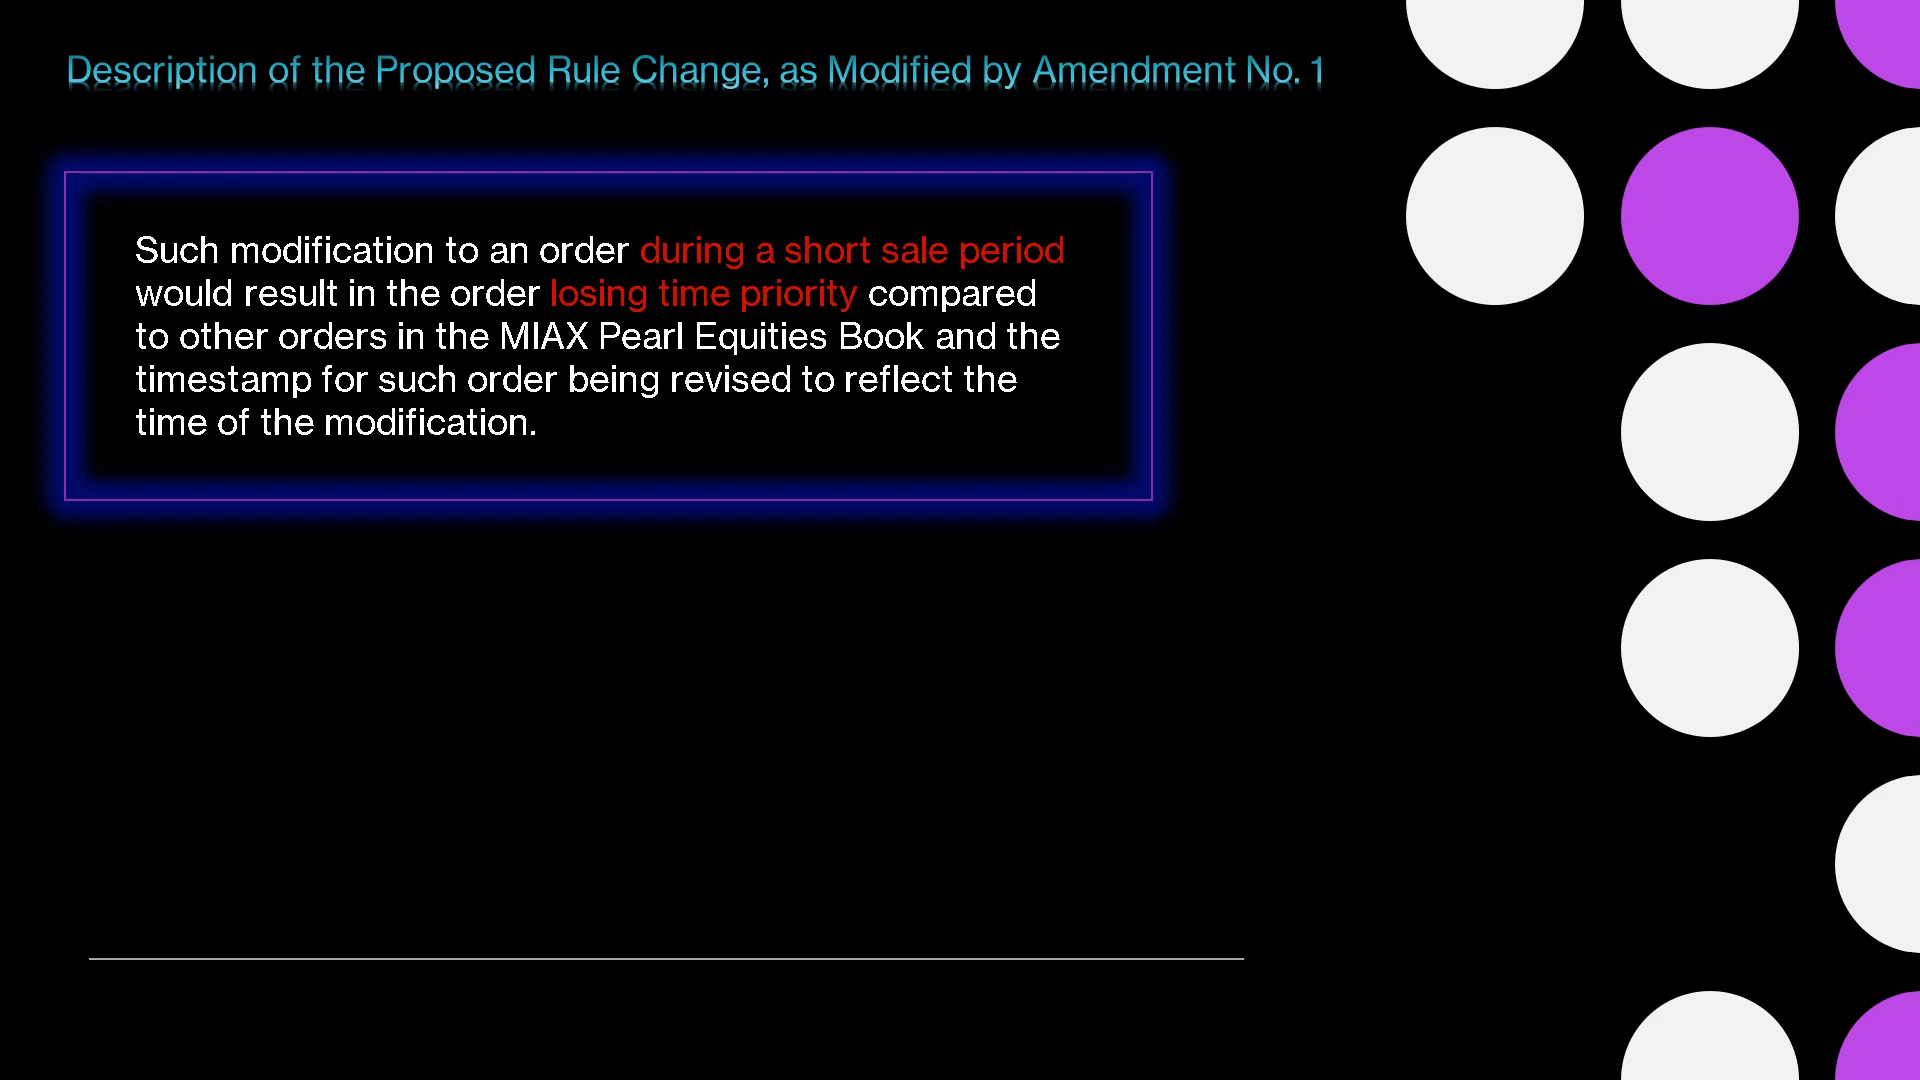 Description of the Proposed Rule Change, as Modified by Amendment No. 1
Such modification to an order during a short sale period
would result in the order losing time priority compared
to other orders in the MIAX Pearl Equities Book and the
timestamp for such order being revised to reflect the
time of the modification.